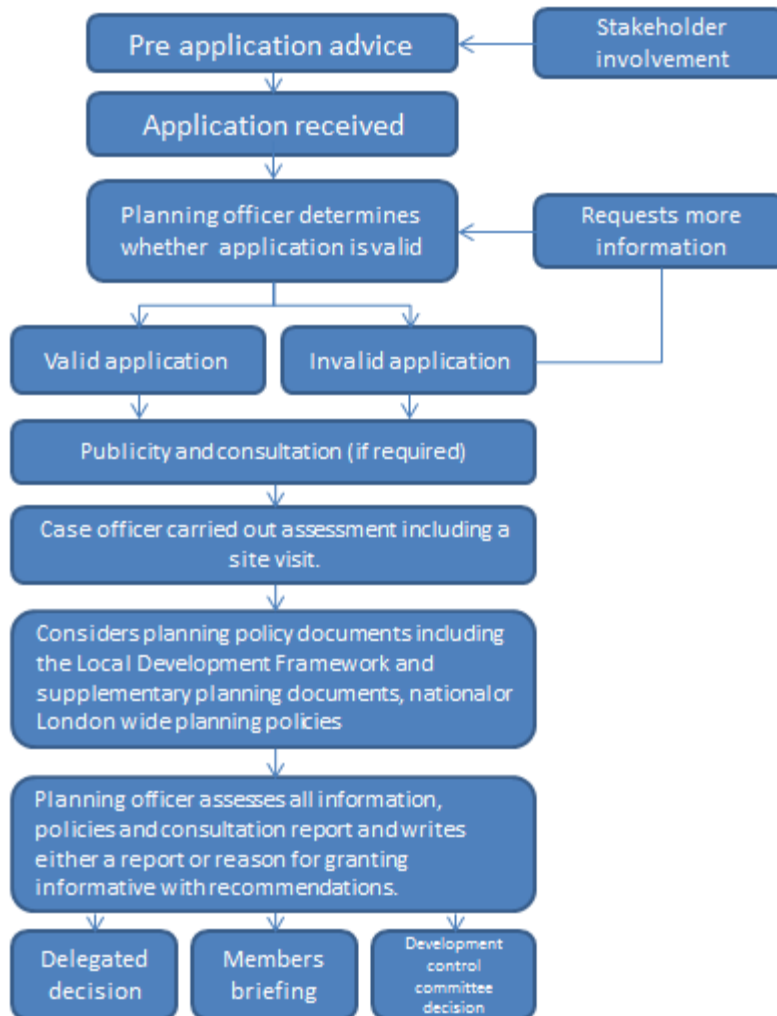 Pre application advice
Stakeholder
involvement
Application received
Planning officer determines
whether application is valid
Requests more
information
Valid application
Invalid application
Publicity and consultation (if required)
Case officer carried out assessment including a
site visit.
Considers planning policy documents including
the Local Development Framework and
supplementary planning documents, nationalor
London wide planning policies
Planning officer assesses all information,
policies and consultation report and writes
either a report or reason for granting
informative with recommendations.
Delegated
decision
Members
briefing
Development
control
committee
decision